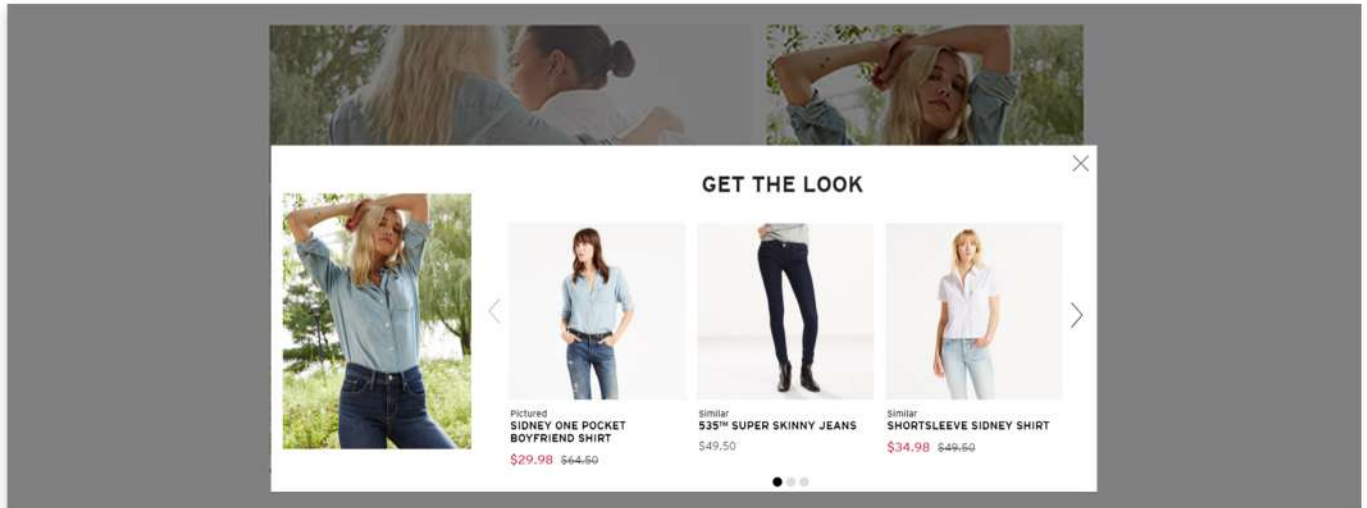 GET THE LOOK
Pictured
SIDNEY ONE POCKET
BOYFRIEND SHIRT
$29.98 $64.50
Similar
535™ SUPER SKINNY JEANS
$49.50
Similar
SHORTSLEEVE SIDNEY SHIRT
$34.98 $49.50